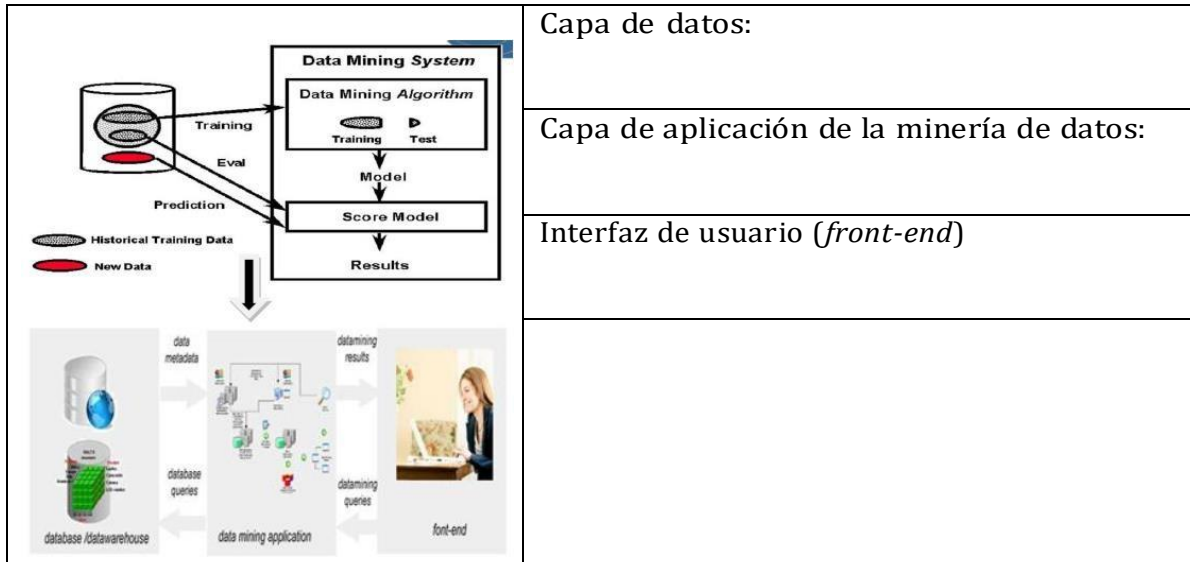 Data Mining System
Data Mining Algorithm
Training
Test
Training
Eval
Model
Prediction
Score Model
Historical Training Data
New Data
Results
data
metadata
datamining
results
database
queries
datamining
queries
database /datawarehouse
data mining application
font-end
Capa de datos:
Capa de aplicación de la minería de datos:
Interfaz de usuario (front-end)